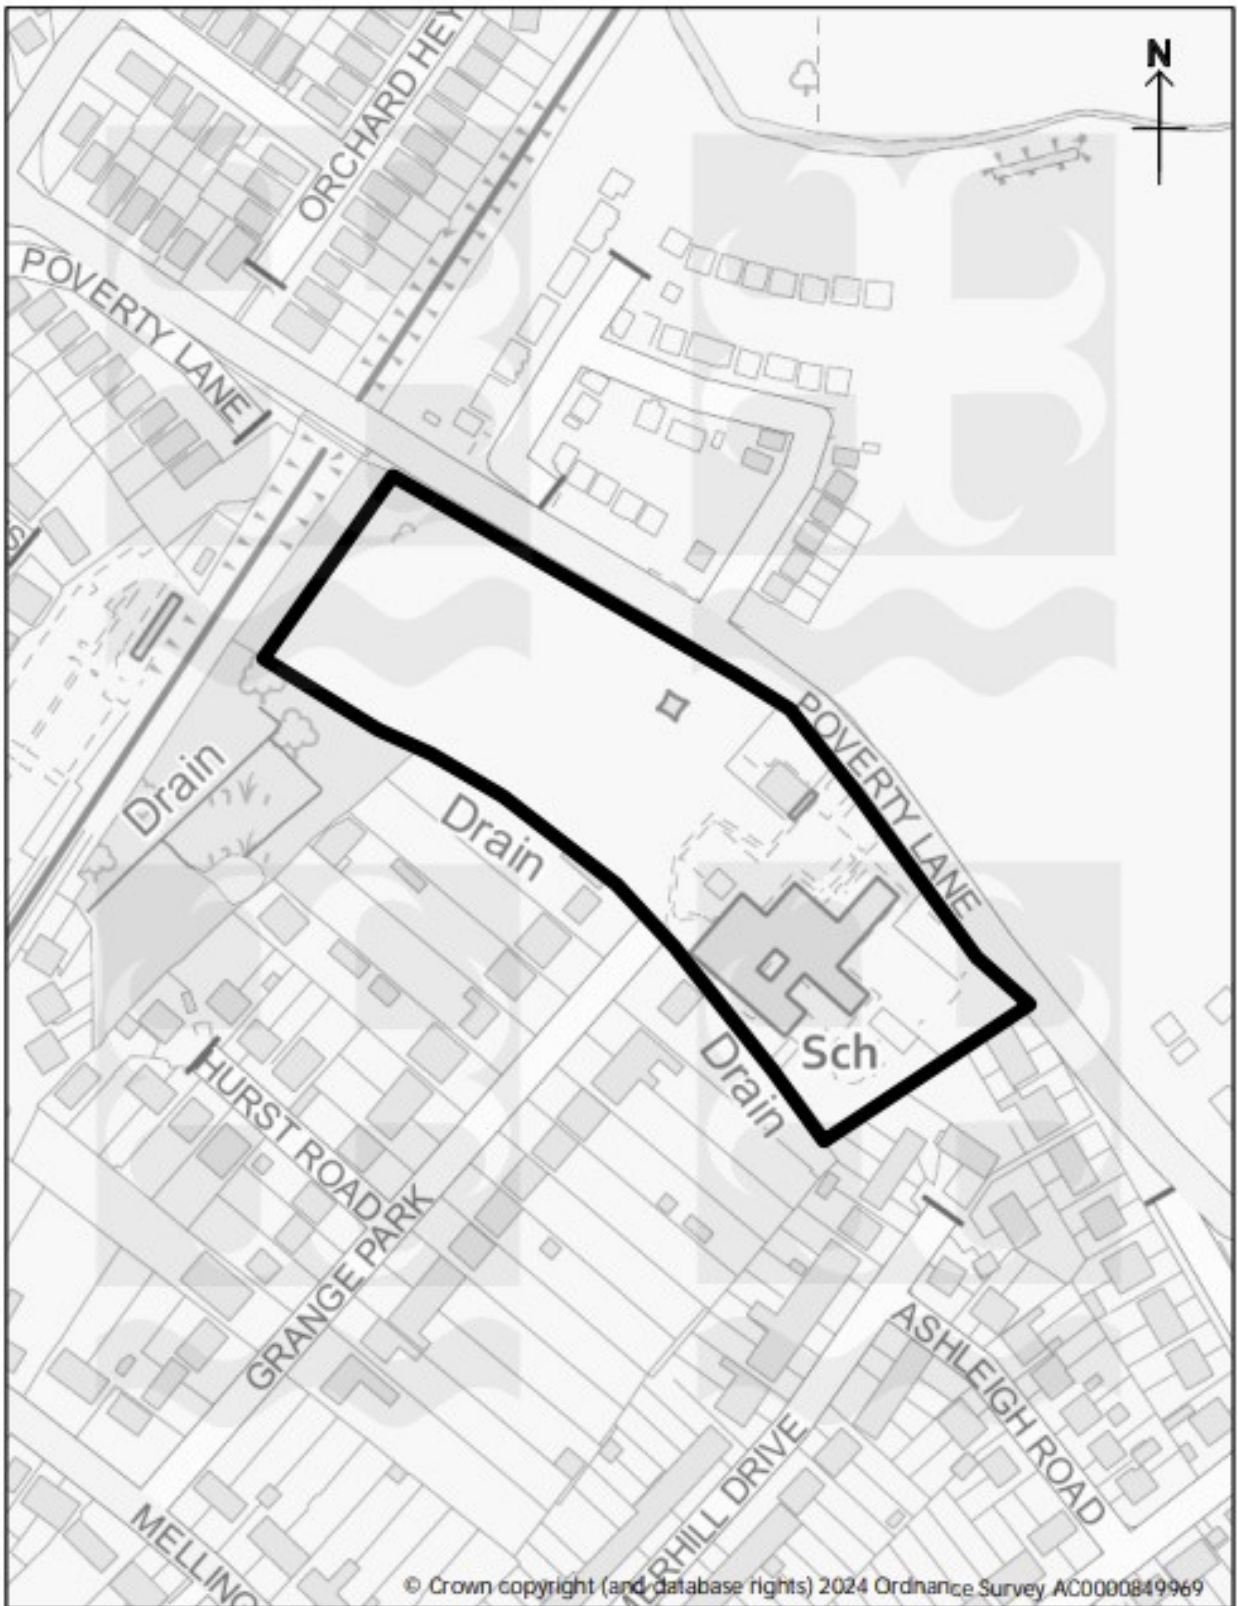 N
ORCHARD HEY
POVERTY LANE
S
POVERTY LANE
Drain
Drain
Sch
Drain
HURST ROAD
GRANGE PARK
ASHLEIGH ROAD
ERHILL DRIVE
MELLING
© Crown copyright (and database rights) 2024 Ordnance Survey AC0000849969